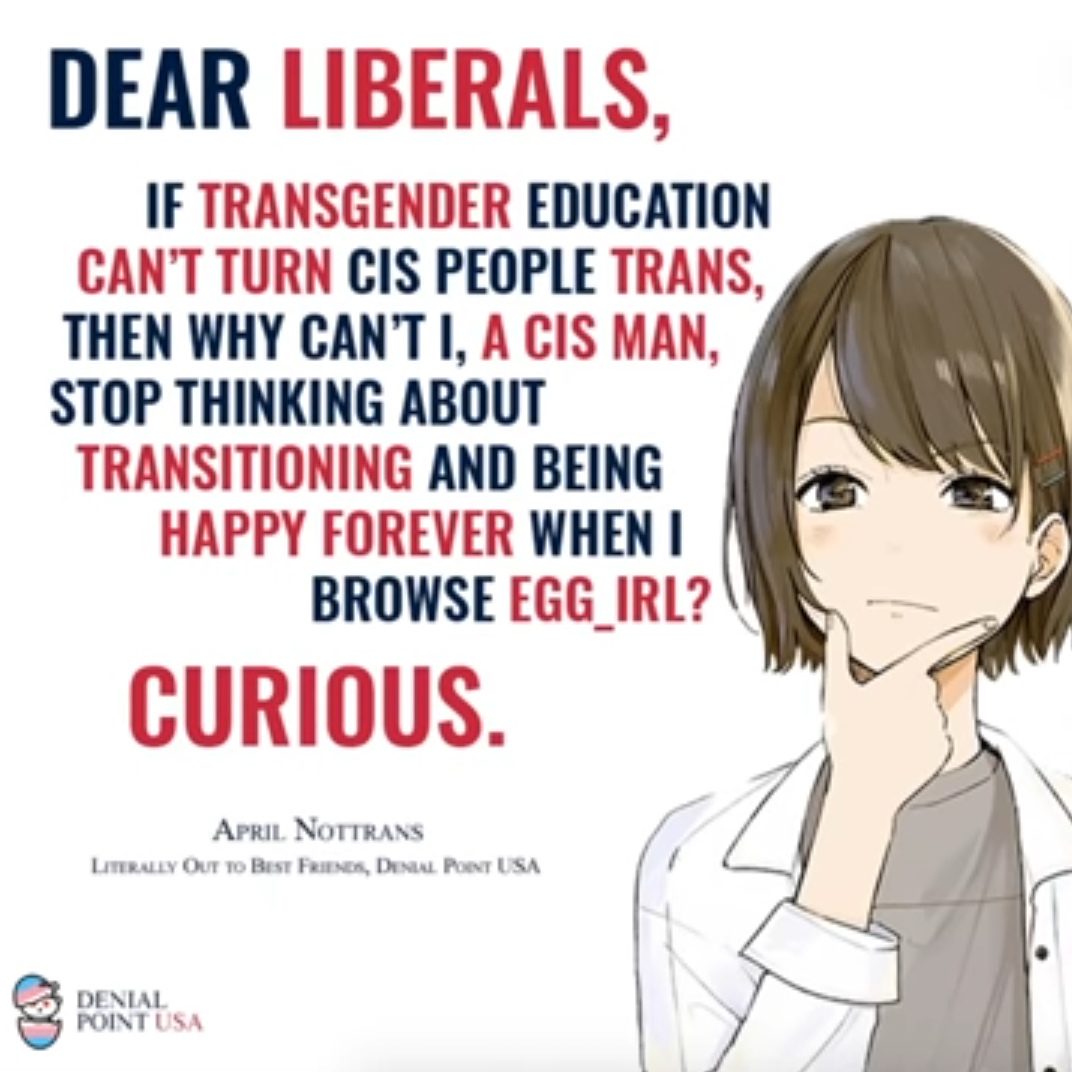 DEAR LIBERALS,
IF TRANSGENDER EDUCATION
CAN'T TURN CIS PEOPLE TRANS,
THEN WHY CAN'T I, A CIS MAN,
STOP THINKING ABOUT
TRANSITIONING AND BEING
HAPPY FOREVER WHEN I
BROWSE EGG_IRL?
CURIOUS.
APRIL NOTTRANS
LITERALLY OUT TO BEST FRIENDS, DENIAL POINT USA
DENIAL
POINT USA